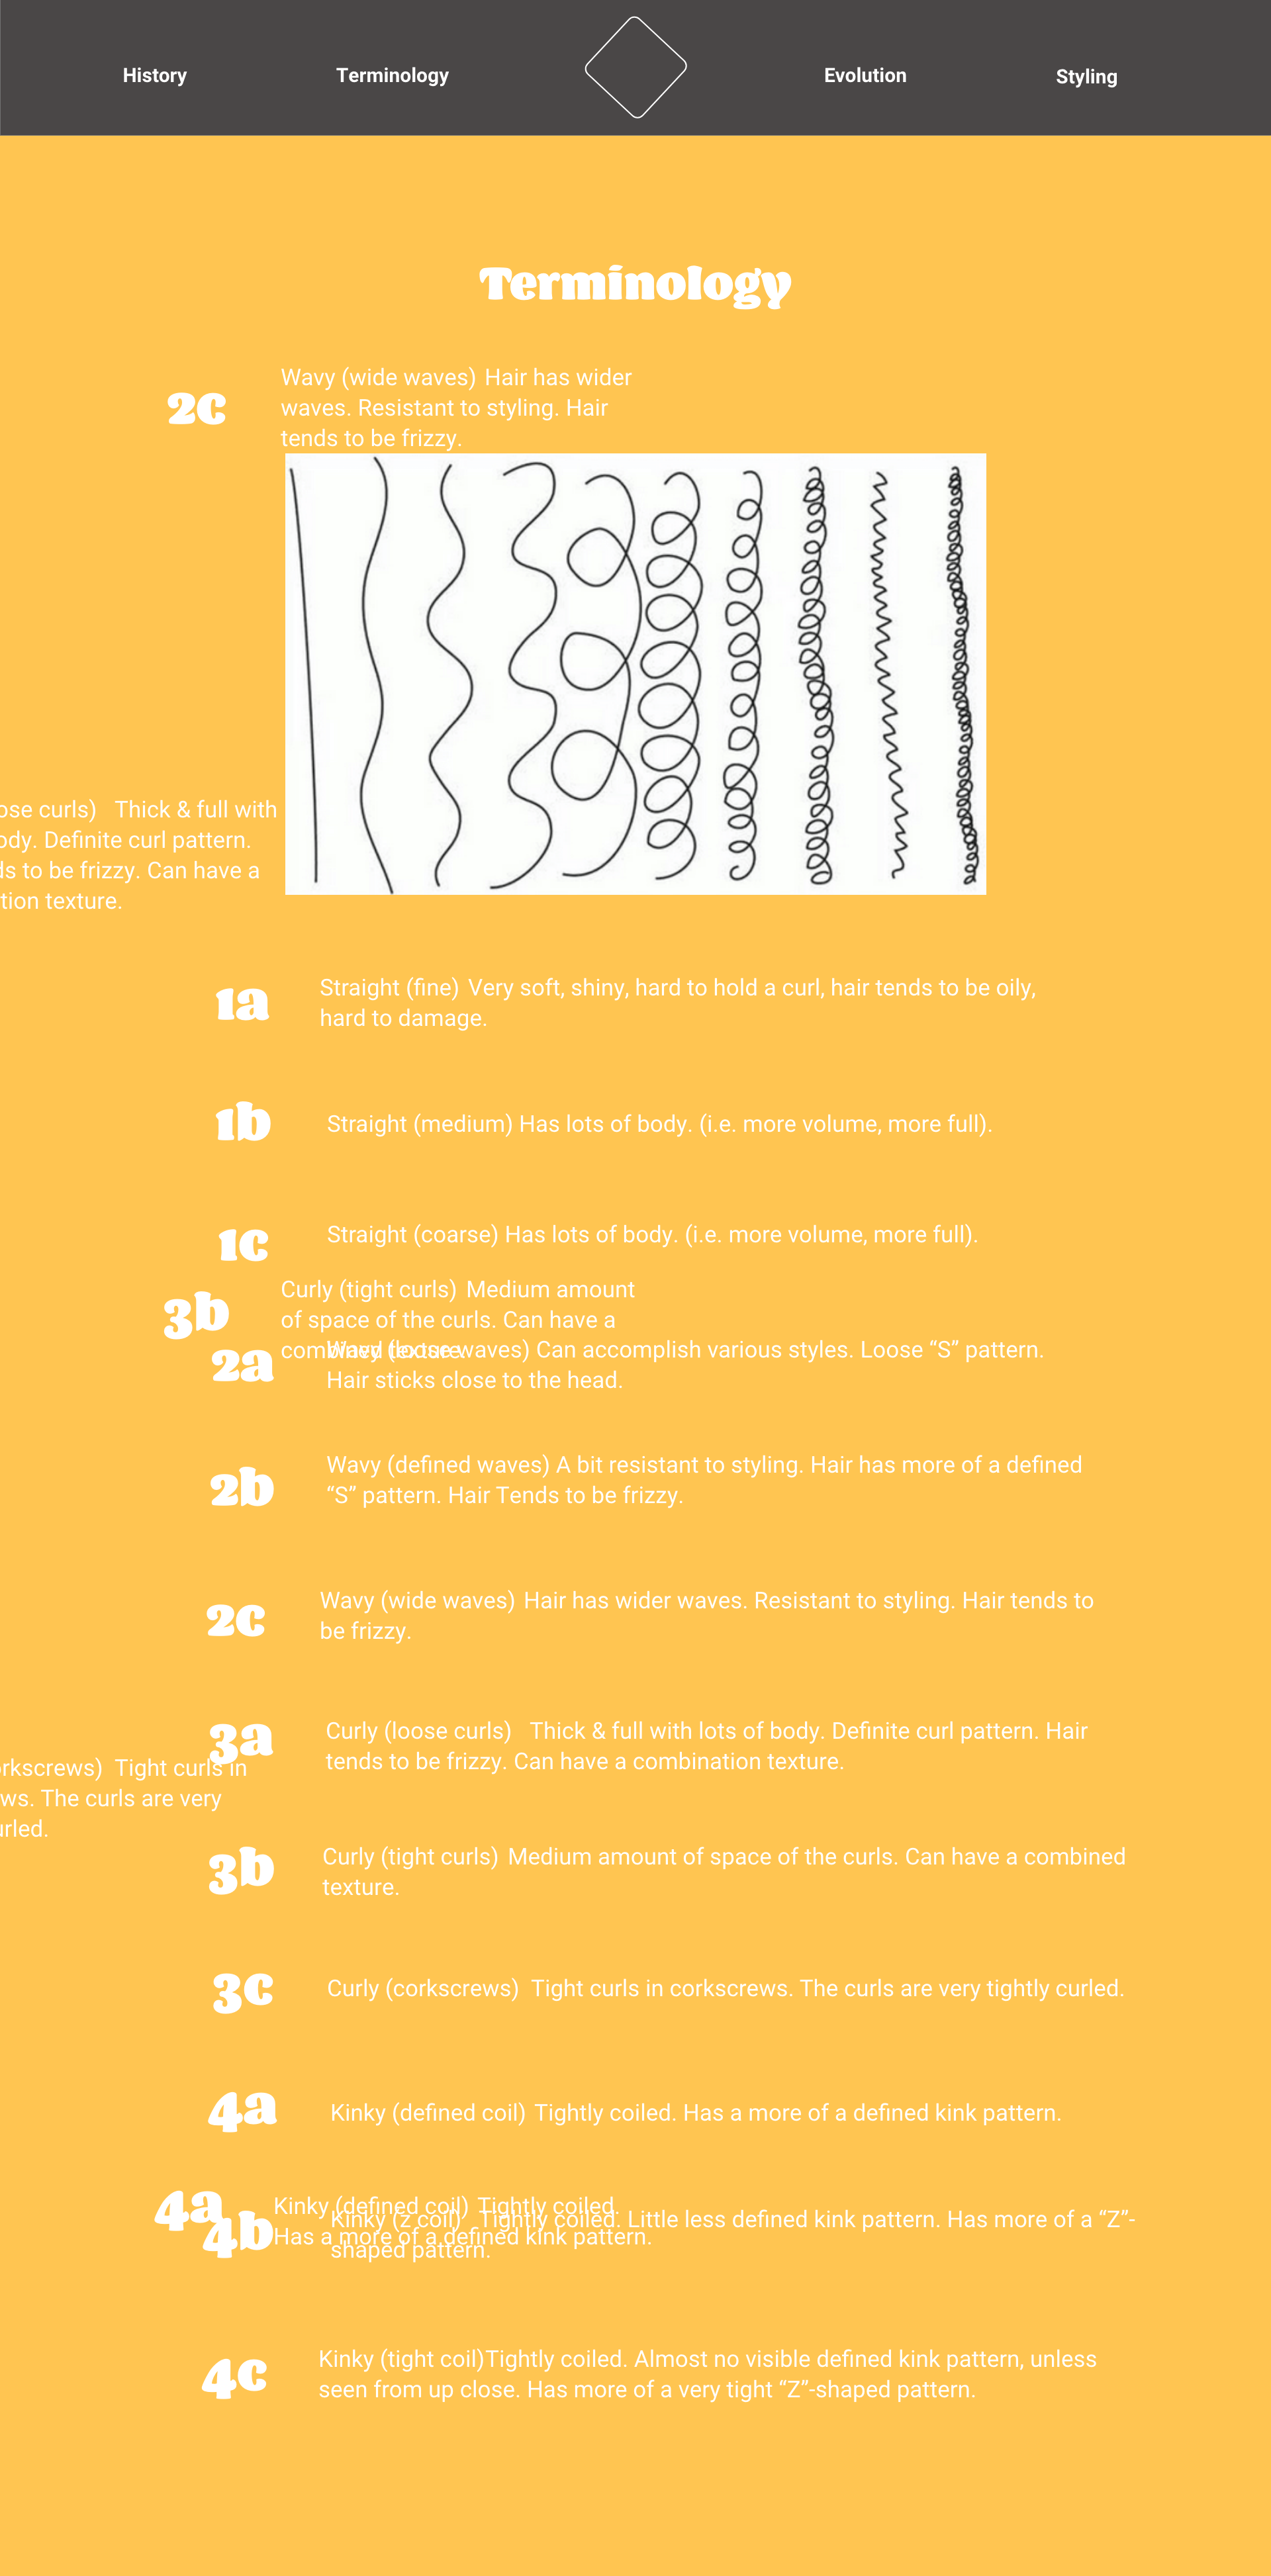 History
Terminology
Evolution
Styling
Terminology
2c
Wavy (wide waves) Hair has wider
waves. Resistant to styling. Hair
tends to be frizzy.
ose curls) Thick & full with
ody. Definite curl pattern.
ds to be frizzy. Can have a
tion texture.
1a
Straight (fine) Very soft, shiny, hard to hold a curl, hair tends to be oily,
hard to damage.
1b
Straight (medium) Has lots of body. (i.e. more volume, more full).
1c
Straight (coarse) Has lots of body. (i.e. more volume, more full).
3b
Curly (tight curls) Medium amount
of space of the curls. Can have a
combined texture.
2a
Wavy (loose waves) Can accomplish various styles. Loose “S” pattern.
Hair sticks close to the head.
2b
Wavy (defined waves) A bit resistant to styling. Hair has more of a defined
“S” pattern. Hair Tends to be frizzy.
2c
Wavy (wide waves) Hair has wider waves. Resistant to styling. Hair tends to
be frizzy.
3a
Curly (loose curls) Thick & full with lots of body. Definite curl pattern. Hair
tends to be frizzy. Can have a combination texture.
orkscrews) Tight curls in
ws. The curls are very
urled.
3b
Curly (tight curls) Medium amount of space of the curls. Can have a combined
texture.
3c
Curly (corkscrews) Tight curls in corkscrews. The curls are very tightly curled.
4a
Kinky (defined coil) Tightly coiled. Has a more of a defined kink pattern.
4a
Kinky (defined coil) Tightly coiled.
Has a more of a defined kink pattern.
4b
Kinky (z coil) Tightly coiled. Little less defined kink pattern. Has more of a “Z”-
shaped pattern.
4c
Kinky (tight coil)Tightly coiled. Almost no visible defined kink pattern, unless
seen from up close. Has more of a very tight “Z”-shaped pattern.